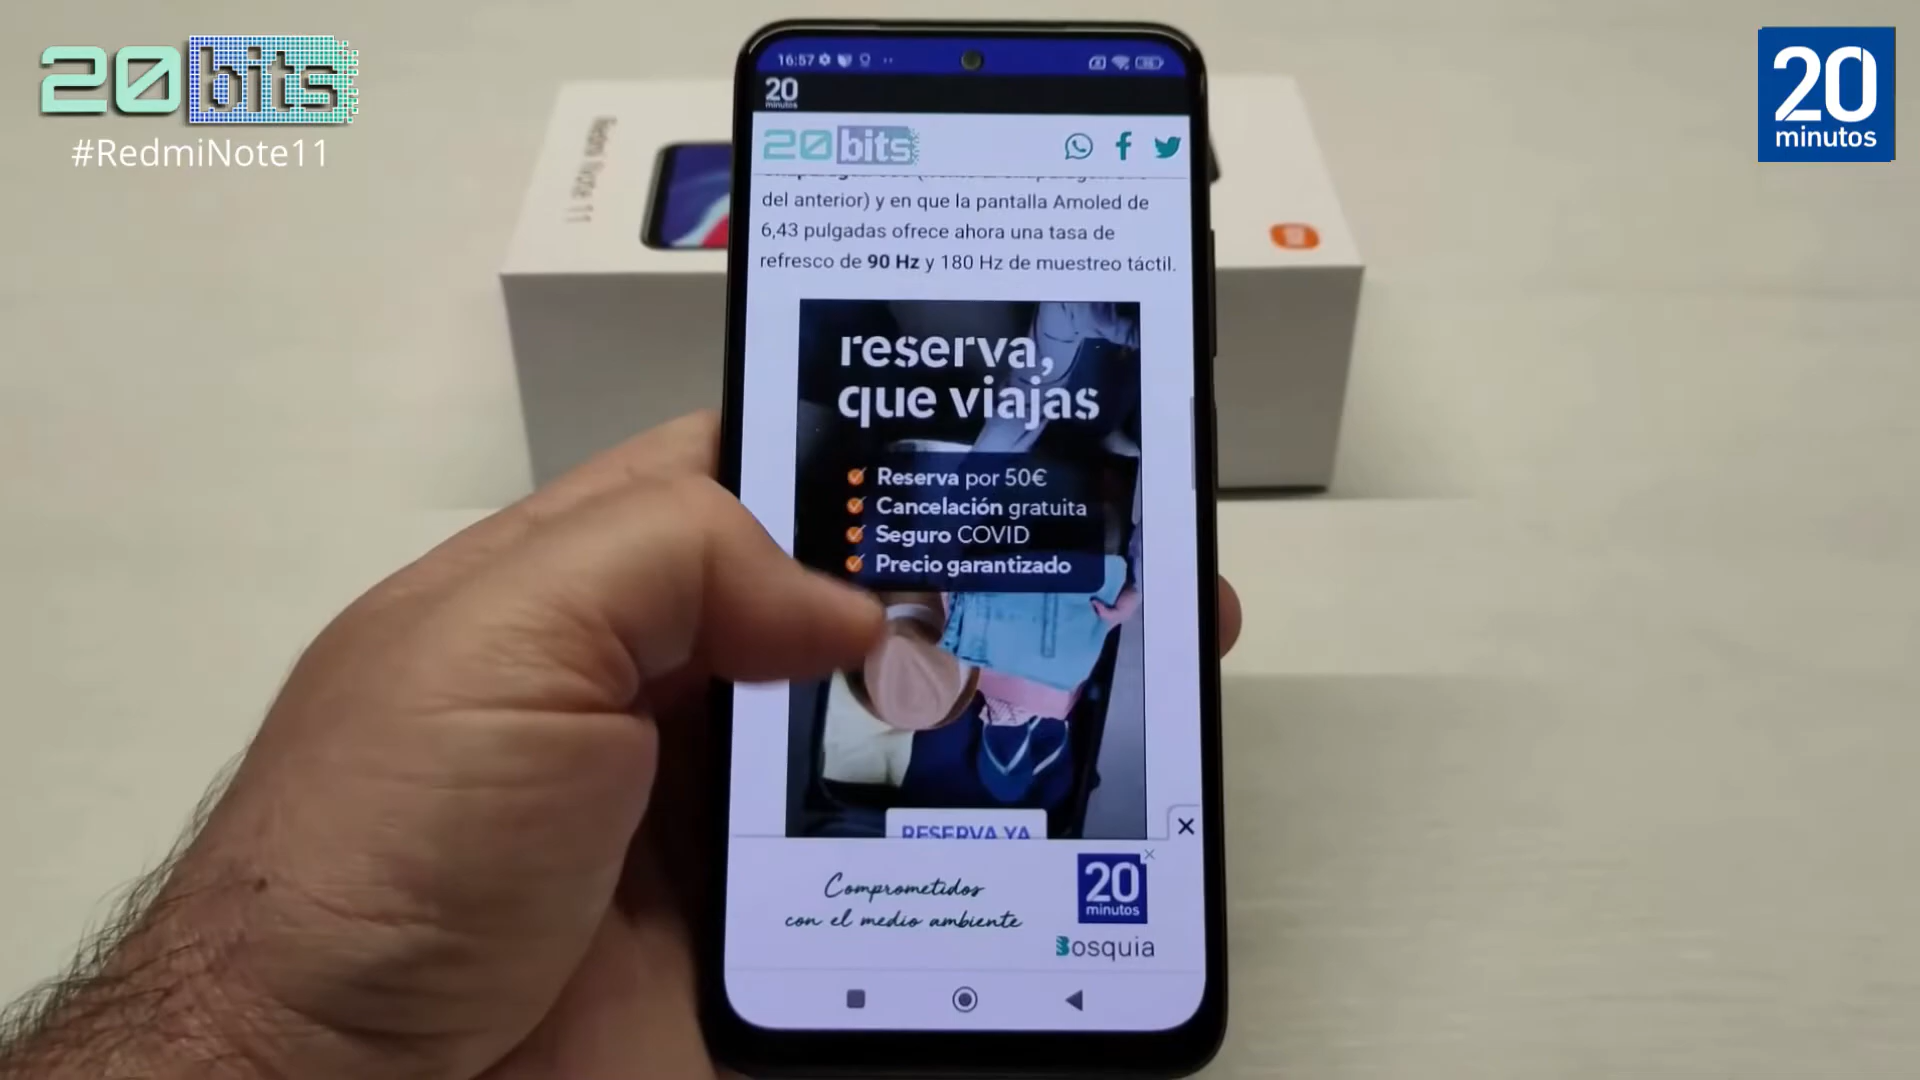 20bits
#RedmiNote11
20
minutos
Redmi Note 11
16:57
20
minutos
20bits
del anterior) y en que la pantalla Amoled de
6,43 pulgadas ofrece ahora una tasa de
refresco de 90 Hz y 180 Hz de muestreo táctil.
reserva,
que viajas
Reserva por 50€
Cancelación gratuita
Seguro COVID
Precio garantizado
RESERVA YA
Comprometidos
con el medio ambiente
20
minutos
Bosquia